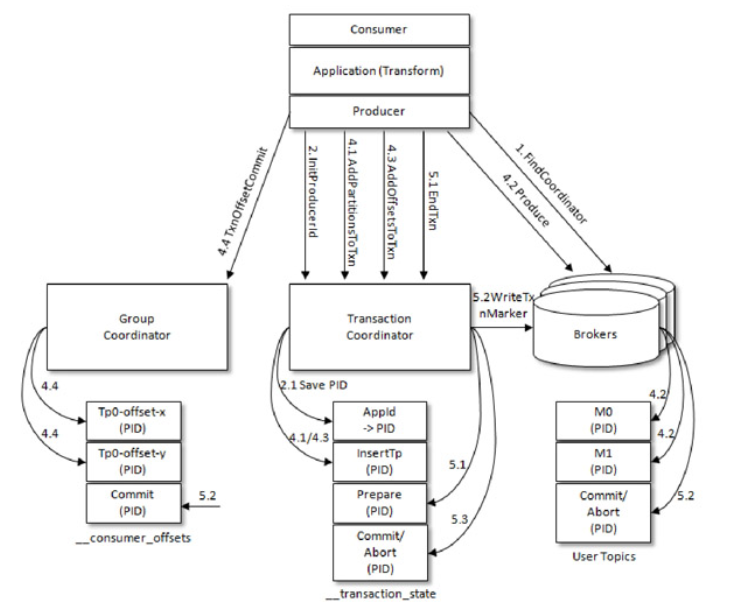 Consumer
Application (Transform)
Producer
4.4 TxnOffsetCommit
2. InitProducerId
4.1 AddPartitionsToTxn
4.3 AddOffsetsToTxn
5.1 EndTxn
4.2 Produce
1. FindCoordinator
Group
Coordinator
Transaction
Coordinator
5.2WriteTx
nMarker
Brokers
4.4
4.4
Tp0-offset-x
(PID)
Tp0-offset-y
(PID)
Commit
(PID)
5.2
__consumer_offsets
2.1 Save PID
4.1/4.3
AppId
-> PID
InsertTp
(PID)
Prepare
(PID)
Commit/
Abort
(PID)
5.1
5.3
__transaction_state
4.2
4.2
M0
(PID)
M1
(PID)
Commit/
Abort
(PID)
5.2
User Topics